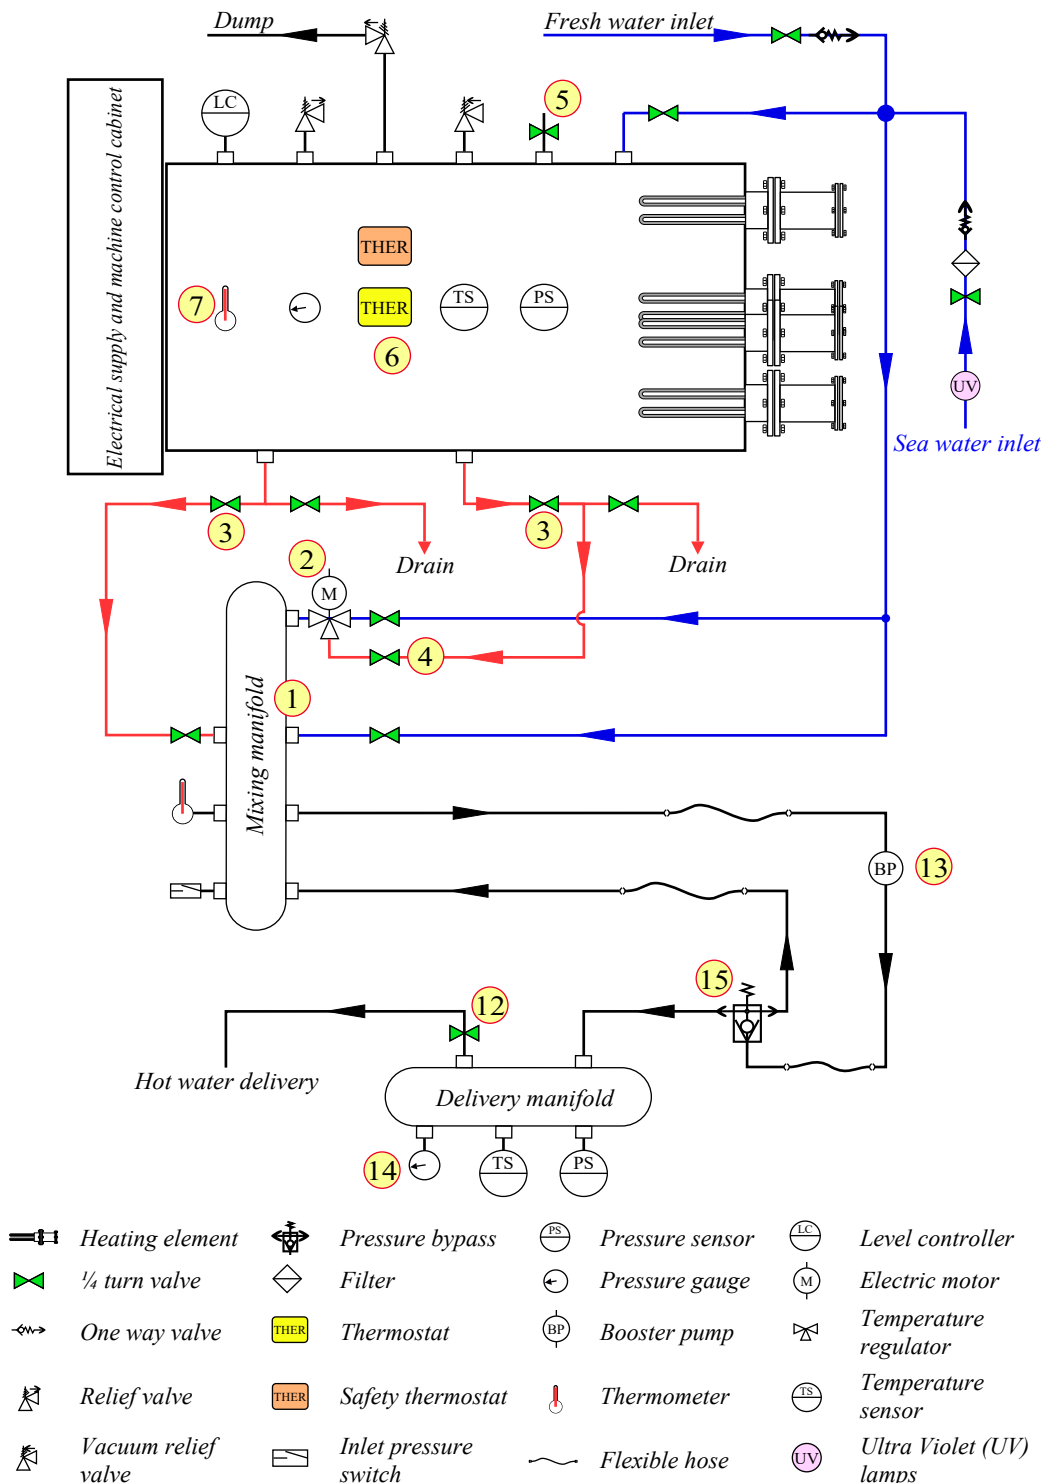 Dump
Fresh water inlet
Electrical supply and machine control cabinet
LC
5
THER
7
THER
TS
PS
6
UV
Sea water inlet
3
3
2
Drain
Drain
M
4
1
Mixing manifold
BP
13
15
12
Hot water delivery
Delivery manifold
14
TS
PS
Heating element
Pressure bypass
PS
Pressure sensor
LC
Level controller
¼ turn valve
Filter
Pressure gauge
M
Electric motor
One way valve
THER
Thermostat
BP
Booster pump
Temperature
regulator
Relief valve
THER
Safety thermostat
Thermometer
TS
Temperature
sensor
Vacuum relief
valve
Inlet pressure
switch
Flexible hose
UV
Ultra Violet (UV)
lamps